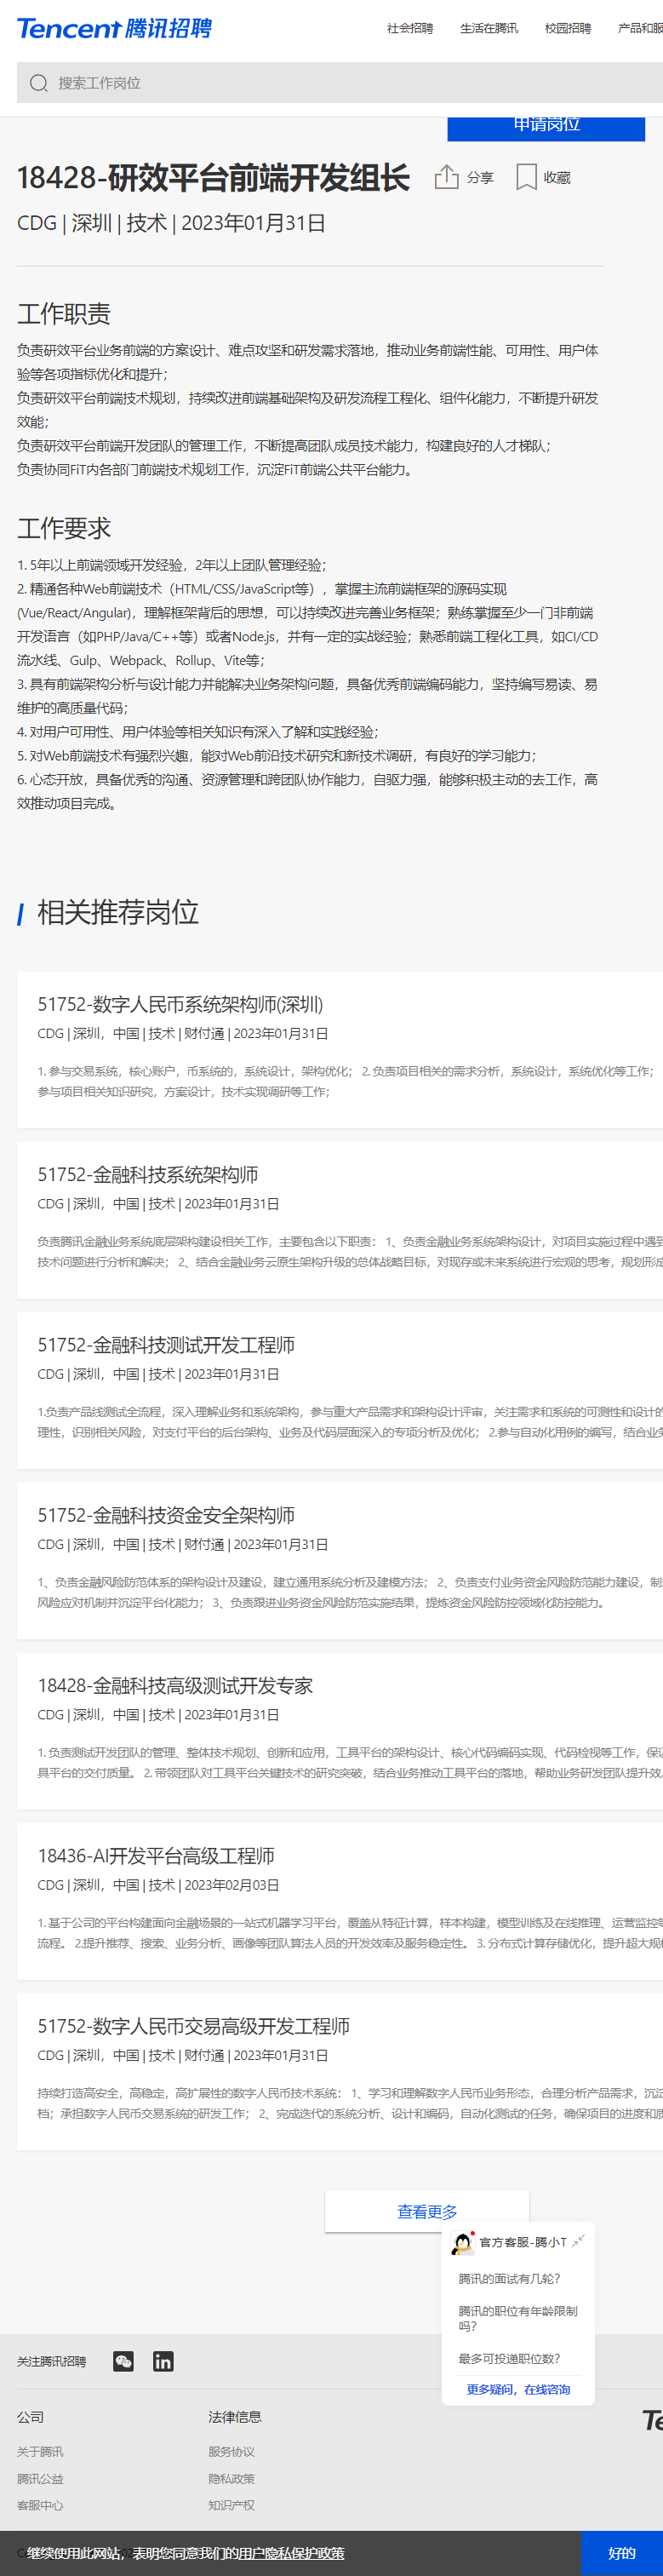 Tencent 腾讯招聘
社会招聘 生活在腾讯 校园招聘 产品和服
搜索工作岗位
申请岗位
18428-研效平台前端开发组长 分享 收藏
CDG | 深圳 | 技术 | 2023年01月31日
工作职责
负责研效平台业务前端的方案设计、难点攻坚和研发需求落地，推动业务前端性能、可用性、用户体
验等各项指标优化和提升；
负责研效平台前端技术规划，持续改进前端基础架构及研发流程工程化、组件化能力，不断提升研发
效能；
负责研效平台前端开发团队的管理工作，不断提高团队成员技术能力，构建良好的人才梯队；
负责协同FiT内各部门前端技术规划工作，沉淀FiT前端公共平台能力。
工作要求
1. 5年以上前端领域开发经验，2年以上团队管理经验；
2. 精通各种Web前端技术（HTML/CSS/JavaScript等），掌握主流前端框架的源码实现
(Vue/React/Angular)，理解框架背后的思想，可以持续改进完善业务框架；熟练掌握至少一门非前端
开发语言（如PHP/Java/C++等）或者Node.js，并有一定的实战经验；熟悉前端工程化工具，如CI/CD
流水线、Gulp、Webpack、Rollup、Vite等；
3. 具有前端架构分析与设计能力并能解决业务架构问题，具备优秀前端编码能力，坚持编写易读、易
维护的高质量代码；
4. 对用户可用性、用户体验等相关知识有深入了解和实践经验；
5. 对Web前端技术有强烈兴趣，能对Web前沿技术研究和新技术调研，有良好的学习能力；
6. 心态开放，具备优秀的沟通、资源管理和跨团队协作能力，自驱力强，能够积极主动的去工作，高
效推动项目完成。
相关推荐岗位
51752-数字人民币系统架构师(深圳)
CDG | 深圳，中国 | 技术 | 财付通 | 2023年01月31日
1. 参与交易系统，核心账户，币系统的，系统设计，架构优化； 2. 负责项目相关的需求分析，系统设计，系统优化等工作；
参与项目相关知识研究，方案设计，技术实现调研等工作；
51752-金融科技系统架构师
CDG | 深圳，中国 | 技术 | 2023年01月31日
负责腾讯金融业务系统底层架构建设相关工作，主要包含以下职责： 1、负责金融业务系统架构设计，对项目实施过程中遇到
技术问题进行分析和解决； 2、结合金融业务云原生架构升级的总体战略目标，对现存或未来系统进行宏观的思考，规划形成
51752-金融科技测试开发工程师
CDG | 深圳，中国 | 技术 | 2023年01月31日
1.负责产品线测试全流程，深入理解业务和系统架构，参与重大产品需求和架构设计评审，关注需求和系统的可测性和设计的
理性，识别相关风险，对支付平台的后台架构、业务及代码层面深入的专项分析及优化； 2.参与自动化用例的编写，结合业务
51752-金融科技资金安全架构师
CDG | 深圳，中国 | 技术 | 财付通 | 2023年01月31日
1、负责金融风险防范体系的架构设计及建设，建立通用系统分析及建模方法； 2、负责支付业务资金风险防范能力建设，制
风险应对机制并沉淀平台化能力； 3、负责跟进业务资金风险防范实施结果，提炼资金风险防控领域化防控能力。
18428-金融科技高级测试开发专家
CDG | 深圳，中国 | 技术 | 2023年01月31日
1. 负责测试开发团队的管理、整体技术规划、创新和应用，工具平台的架构设计、核心代码编码实现、代码检视等工作，保证
具平台的交付质量。 2. 带领团队对工具平台关键技术的研究突破，结合业务推动工具平台的落地，帮助业务研发团队提升效
18436-AI开发平台高级工程师
CDG | 深圳，中国 | 技术 | 2023年02月03日
1. 基于公司的平台构建面向金融场景的一站式机器学习平台，覆盖从特征计算，样本构建，模型训练及在线推理、运营监控等
流程。 2.提升推荐、搜索、业务分析、画像等团队算法人员的开发效率及服务稳定性。 3. 分布式计算存储优化，提升超大规模
51752-数字人民币交易高级开发工程师
CDG | 深圳，中国 | 技术 | 财付通 | 2023年01月31日
持续打造高安全，高稳定，高扩展性的数字人民币技术系统： 1、学习和理解数字人民币业务形态，合理分析产品需求，沉淀
档；承担数字人民币交易系统的研发工作； 2、完成迭代的系统分析、设计和编码，自动化测试的任务，确保项目的进度和质
查看更多
官方客服-腾小T
腾讯的面试有几轮？
腾讯的职位有年龄限制
吗？
最多可投递职位数？
更多疑问，在线咨询
关注腾讯招聘
公司 法律信息
关于腾讯 服务协议
腾讯公益 隐私政策
客服中心 知识产权
继续使用此网站，表明您同意我们的用户隐私保护政策 好的